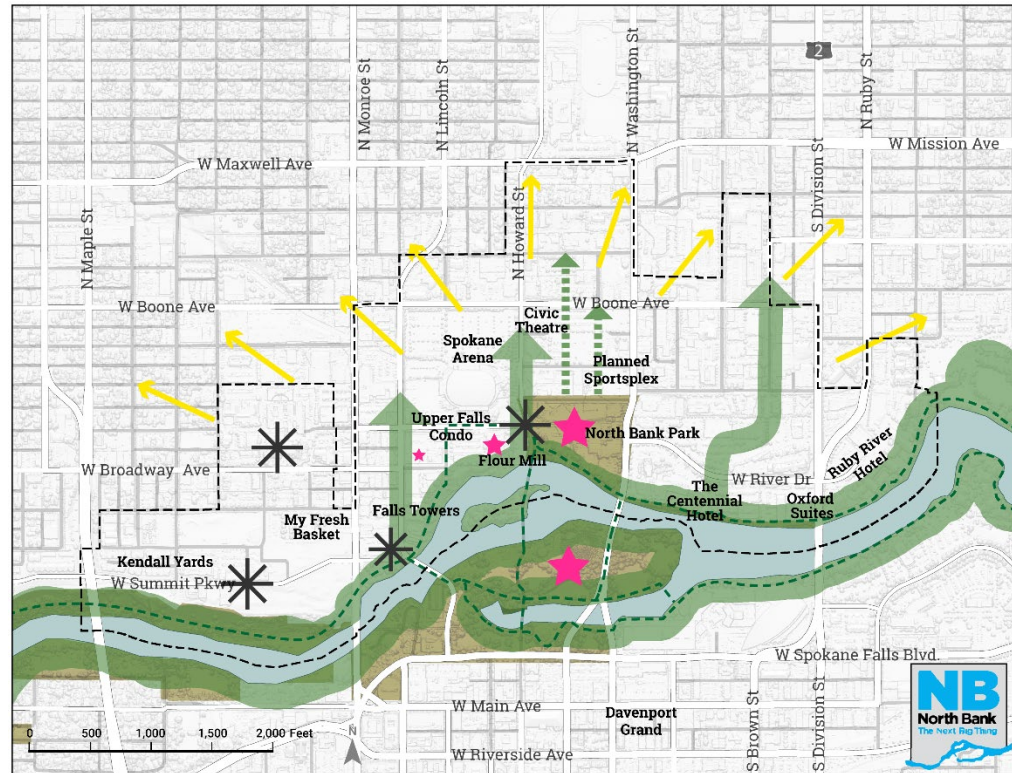 2
N Monroe St
N Lincoln St
N Washington St
N Ruby St
W Maxwell Ave
W Mission Ave
N Maple St
N Howard St
S Division St
W Boone Ave
W Boone Ave
Civic
Theatre
Spokane
Arena
Planned
Sportsplex
Upper Falls
Condo
North Bank Park
Flour Mill
W Broadway Ave
W River Dr
Ruby River
Hotel
The
Centennial
Hotel
Oxford
Suites
My Fresh
Basket
Falls Towers
Kendall Yards
W Summit Pkwy
W Spokane Falls Blvd.
W Main Ave
Davenport
Grand
S Brown St
S Division St
W Riverside Ave
0 500 1,000 1,500 2,000 Feet
N
NB
North Bank
The Next Big Thing